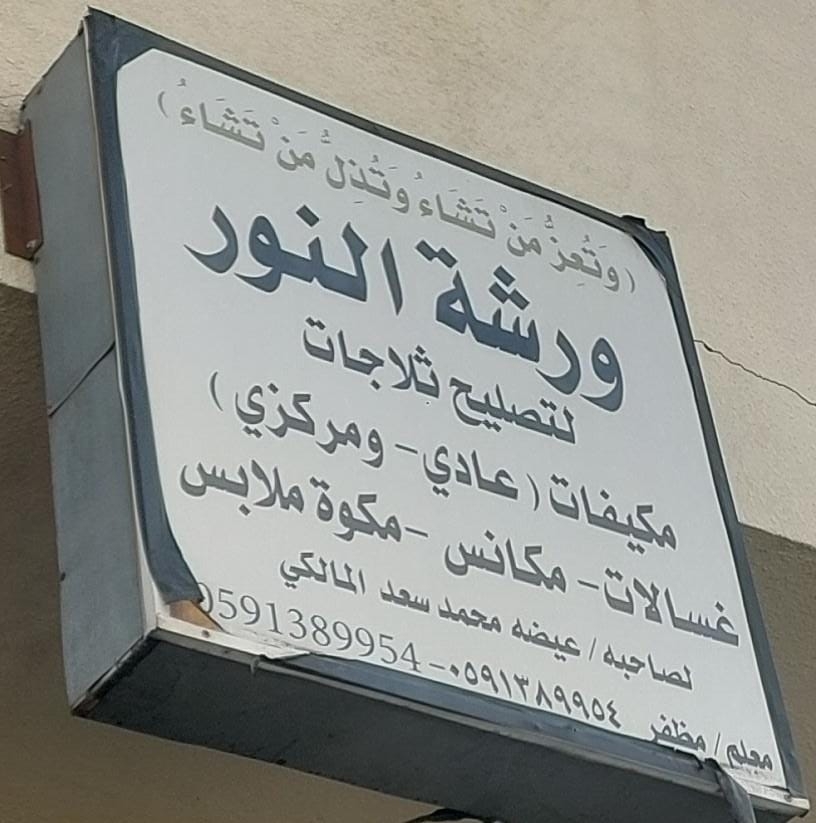 (وَتُعِزُّ مَنْ تَشَاءُ وَتُذِلُّ مَنْ تَشَاءُ)
ورشة النور
لتصليح ثلاجات
مكيفات (عادي - ومركزي)
غسالات - مكانس - مكوة ملابس
لصاحبه / عيضه محمد سعد المالكي
معلم / مظفر ٠٥٩١٣٨٩٩٥٤ - 0591389954